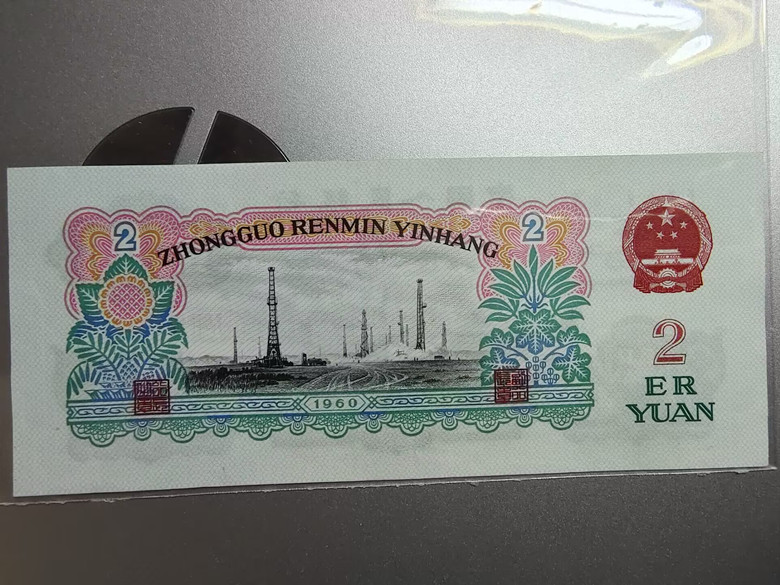 2
2
ZHONGGUO RENMIN YINHANG
2
ER
YUAN
1960